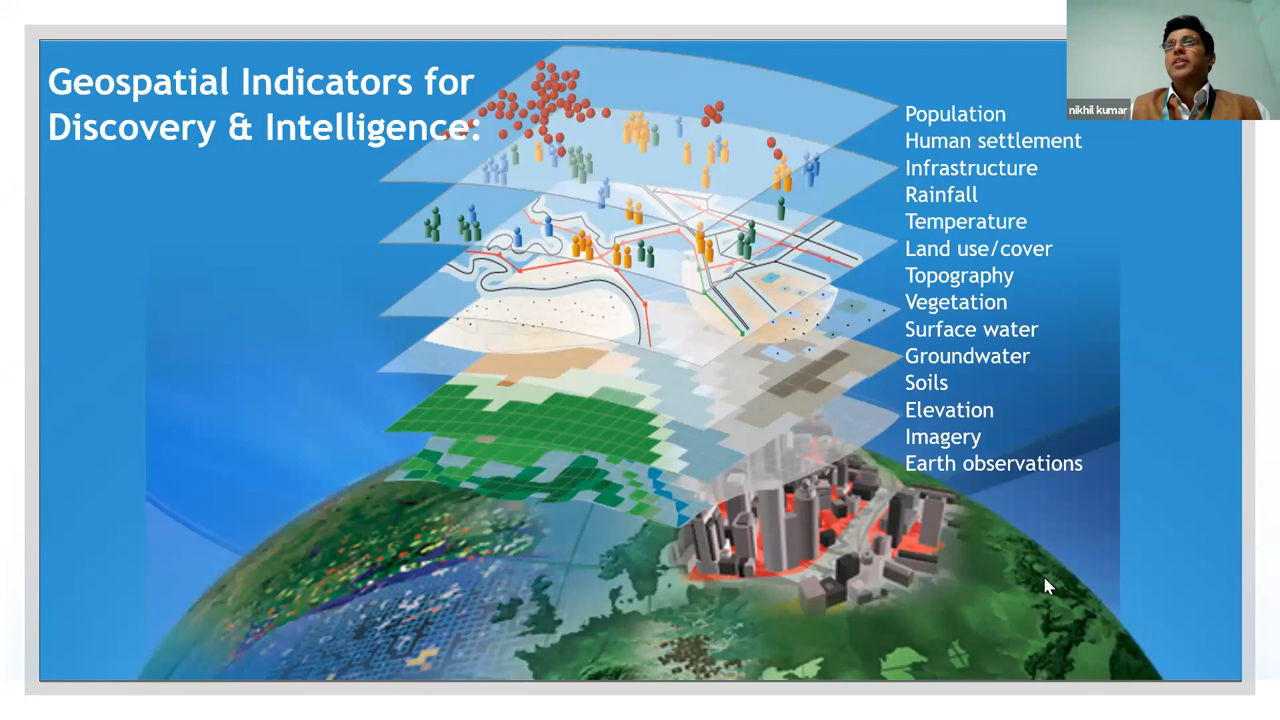 Geospatial Indicators for
Discovery & Intelligence:
nikhil kumar
Population
Human settlement
Infrastructure
Rainfall
Temperature
Land use/cover
Topography
Vegetation
Surface water
Groundwater
Soils
Elevation
Imagery
Earth observations